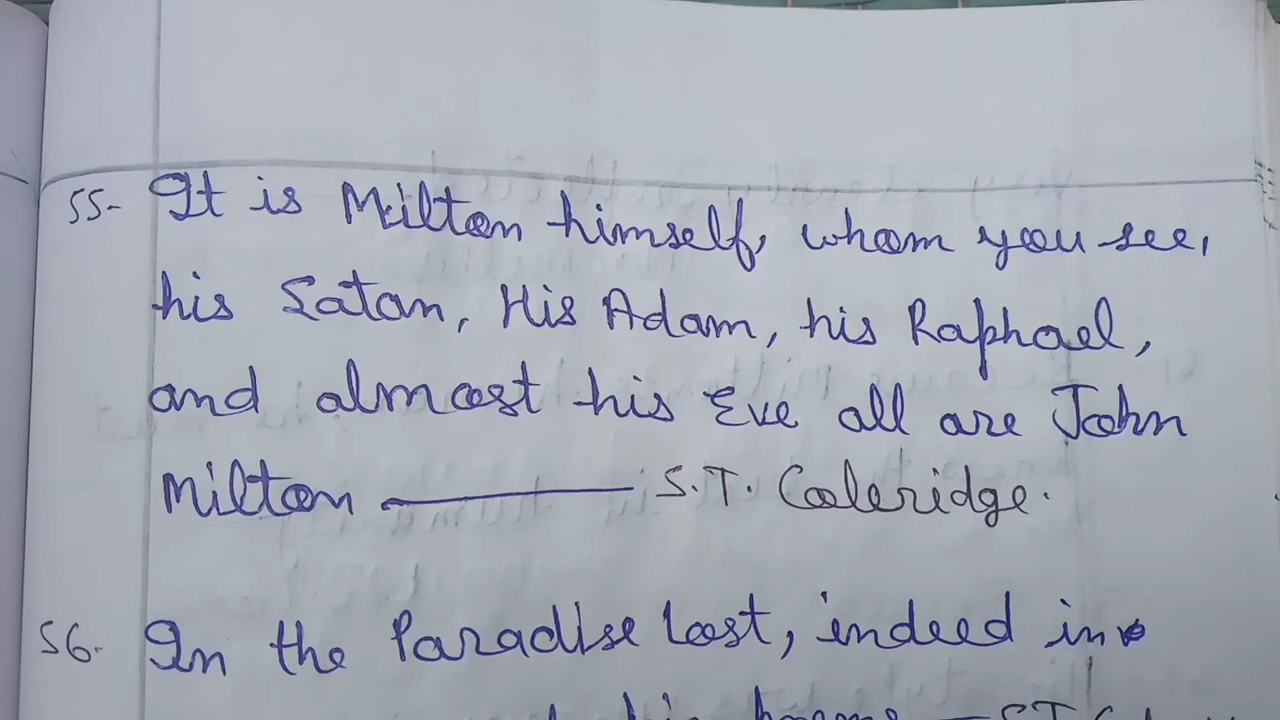 55- It is Milton himself, whom you see,
his Satan, His Adam, his Raphael,
and almost his Eve all are John
Milton — S.T. Coleridge.
56. In the Paradise Lost, indeed in